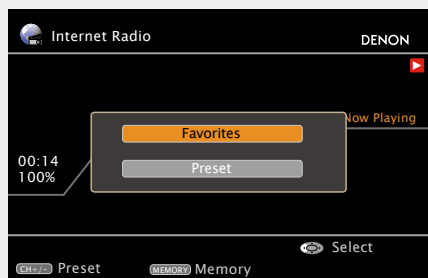 Internet Radio
DENON
Now Playing
Favorites
Preset
00:14
100%
Select
CH+/- Preset
MEMORY Memory